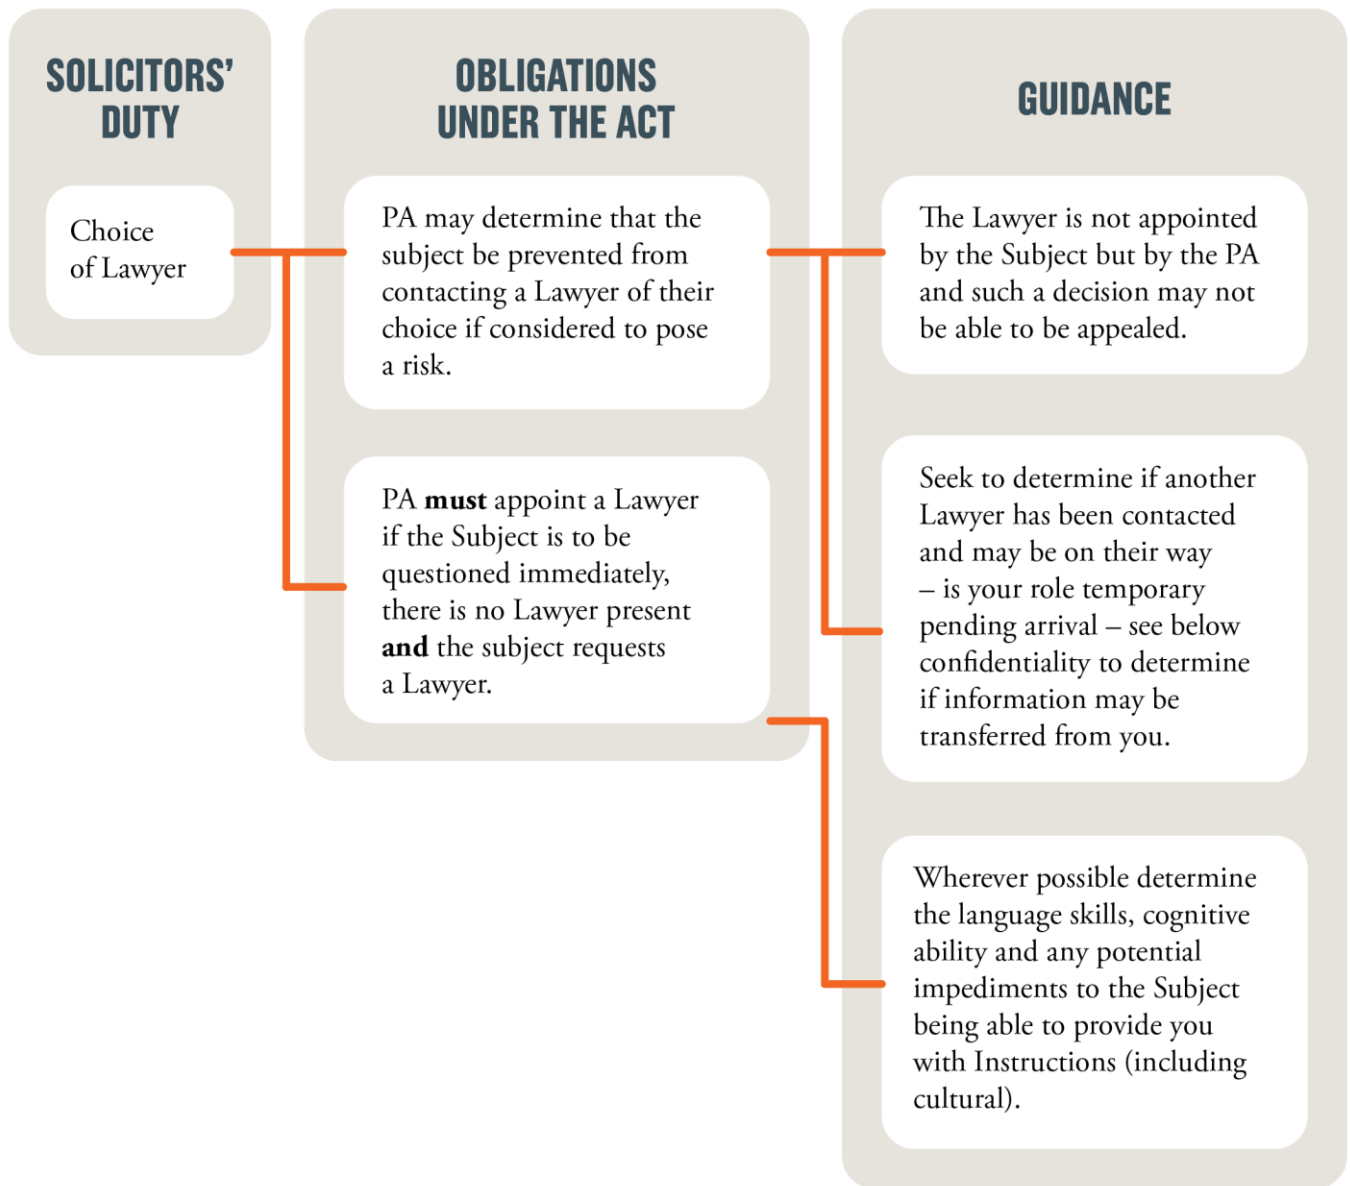 SOLICITORS'
DUTY
Choice
of Lawyer
OBLIGATIONS
UNDER THE ACT
PA may determine that the
subject be prevented from
contacting a Lawyer of their
choice if considered to pose
a risk.
PA must appoint a Lawyer
if the Subject is to be
questioned immediately,
there is no Lawyer present
and the subject requests
a Lawyer.
GUIDANCE
The Lawyer is not appointed
by the Subject but by the PA
and such a decision may not
be able to be appealed.
Seek to determine if another
Lawyer has been contacted
and may be on their way
– is your role temporary
pending arrival – see below
confidentiality to determine
if information may be
transferred from you.
Wherever possible determine
the language skills, cognitive
ability and any potential
impediments to the Subject
being able to provide you
with Instructions (including
cultural).